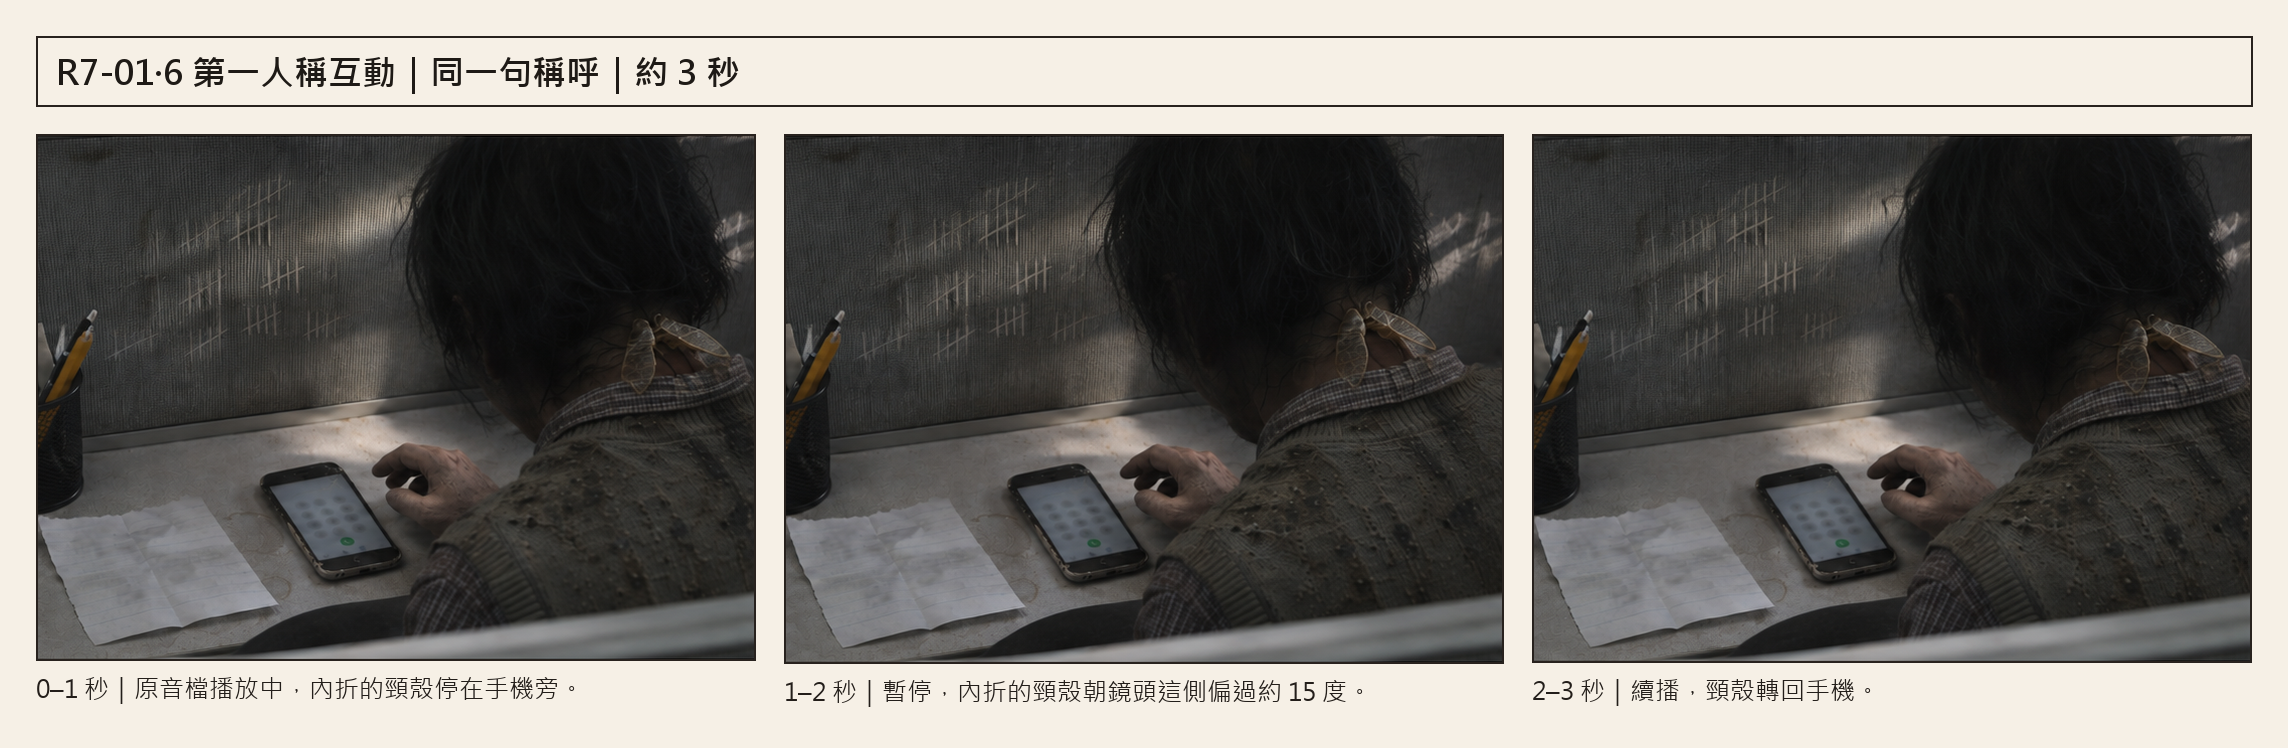 R7-01·6 第一人稱互動｜同一句稱呼｜約 3 秒
0–1 秒｜原音檔播放中，內折的頸殼停在手機旁。
1–2 秒｜暫停，內折的頸殼朝鏡頭這側偏過約 15 度。
2–3 秒｜續播，頸殼轉回手機。